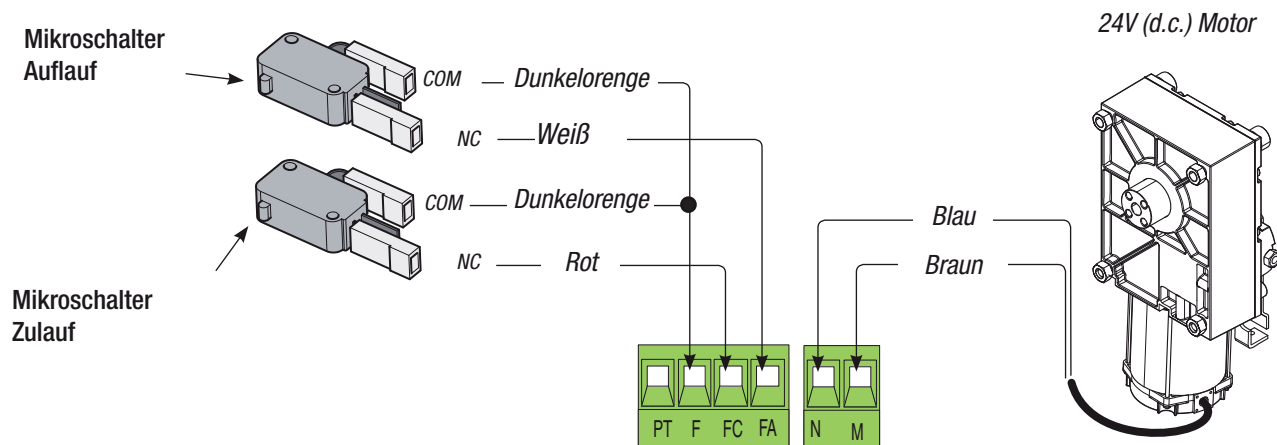 24V (d.c.) Motor
Mikroschalter
Auflauf
COM
Dunkelorenge
NC
Weiß
COM
Dunkelorenge
NC
Rot
Mikroschalter
Zulauf
Blau
Braun
PT F FC FA
N M